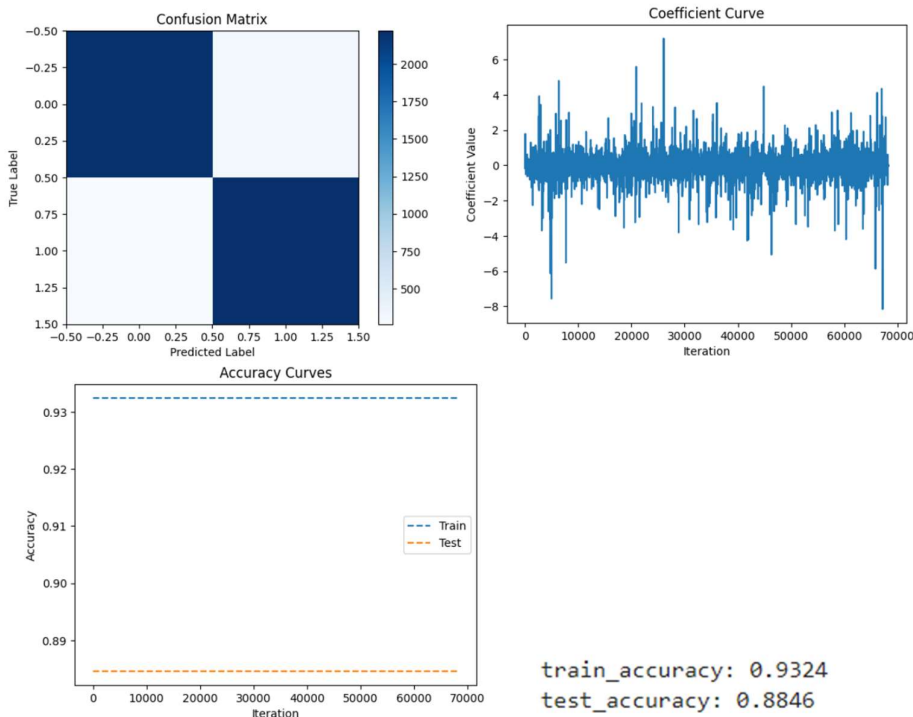 Confusion Matrix
−0.50
−0.25
0.00
0.25
0.50
0.75
1.00
1.25
1.50
True Label
−0.50 −0.25 0.00 0.25 0.50 0.75 1.00 1.25 1.50
Predicted Label
2000
1750
1500
1250
1000
750
500
Coefficient Curve
6
4
2
0
−2
−4
−6
−8
Coefficient Value
0 10000 20000 30000 40000 50000 60000 70000
Iteration
Accuracy Curves
0.93
0.92
0.91
0.90
0.89
Accuracy
Train
Test
0 10000 20000 30000 40000 50000 60000 70000
Iteration
train_accuracy: 0.9324
test_accuracy: 0.8846